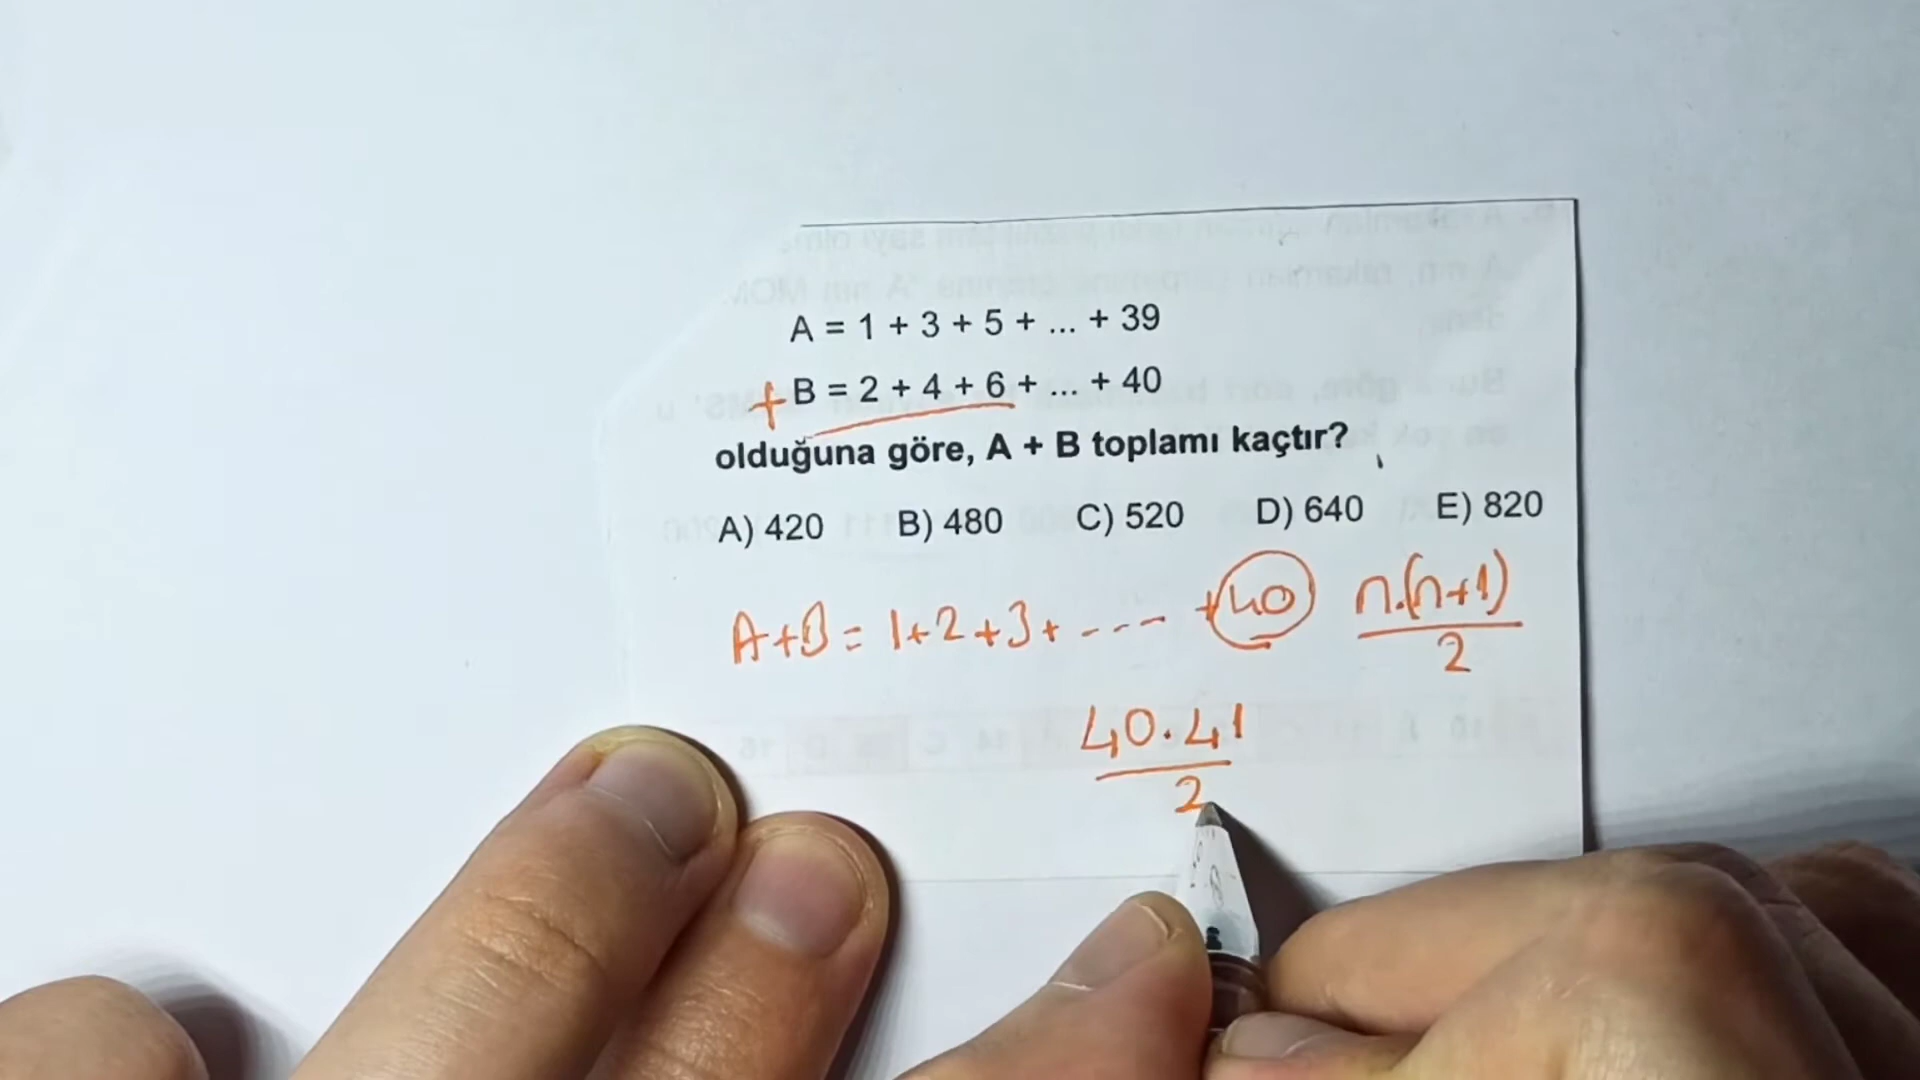 A = 1 + 3 + 5 + ... + 39
+ B = 2 + 4 + 6 + ... + 40
olduğuna göre, A + B toplamı kaçtır?
A) 420 B) 480 C) 520 D) 640 E) 820
A+B = 1+2+3+ ---- +40 n.(n+1)
2
40.41
2